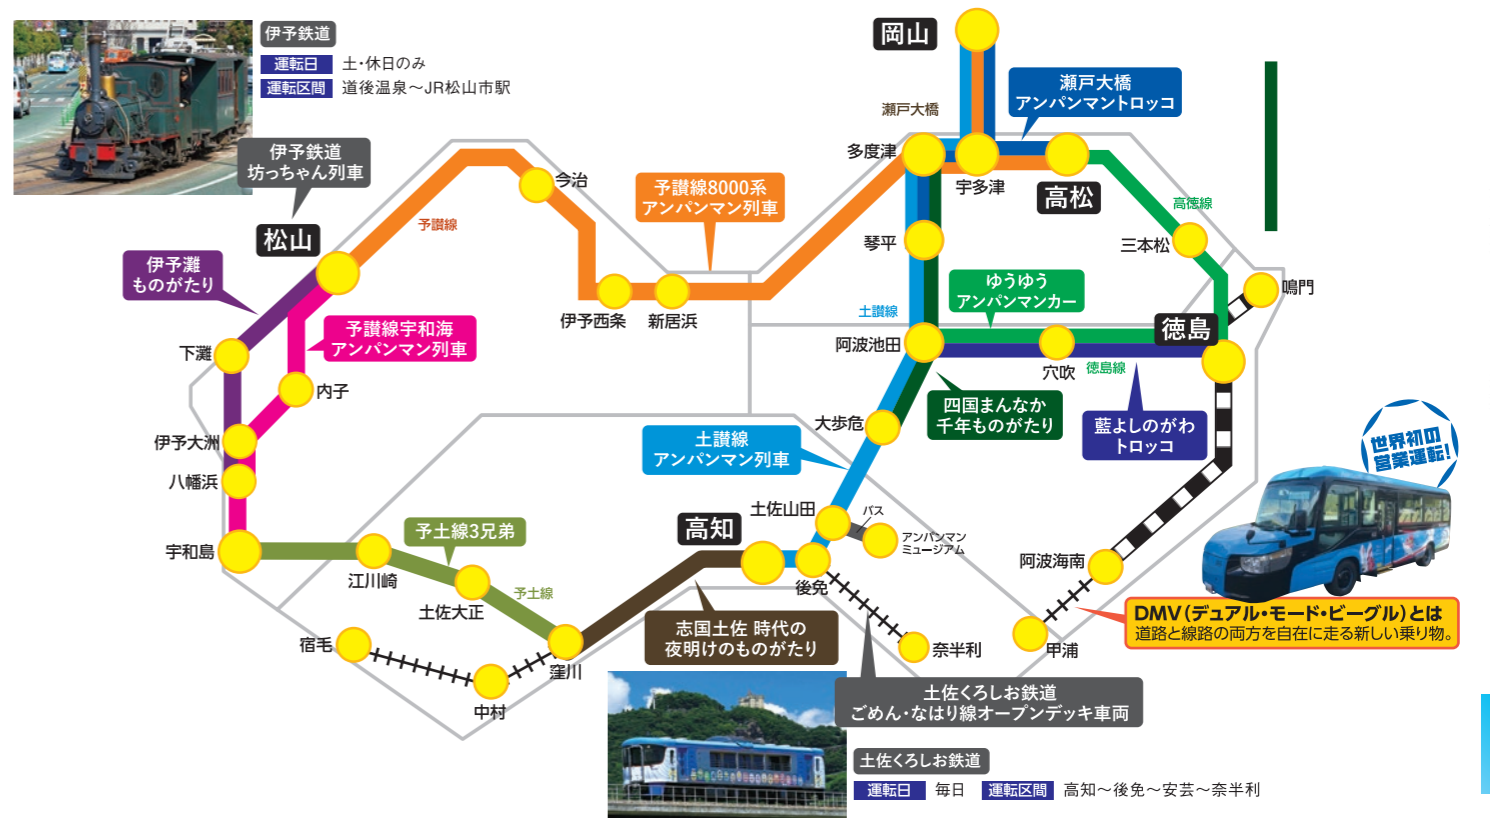 伊予鉄道
運転日 土・休日のみ
運転区間 道後温泉～JR松山市駅
伊予鉄道
坊っちゃん列車
岡山
瀬戸大橋
瀬戸大橋
アンパンマントロッコ
多度津
宇多津
高松
今治
予讃線8000系
アンパンマン列車
高徳線
松山
予讃線
琴平
三本松
伊予灘
ものがたり
ゆうゆう
アンパンマンカー
鳴門
伊予西条
新居浜
土讃線
予讃線宇和海
アンパンマン列車
徳島
下灘
阿波池田
穴吹
徳島線
内子
四国まんなか
千年ものがたり
藍よしのがわ
トロッコ
大歩危
伊予大洲
土讃線
アンパンマン列車
世界初の
営業運転!
八幡浜
土佐山田
バス
アンパンマン
ミュージアム
高知
予土線3兄弟
宇和島
江川崎
土佐大正
予土線
後免
阿波海南
DMV(デュアル・モード・ビーグル)とは
道路と線路の両方を自在に走る新しい乗り物。
志国土佐 時代の
夜明けのものがたり
宿毛
窪川
中村
奈半利
甲浦
土佐くろしお鉄道
ごめん・なはり線オープンデッキ車両
土佐くろしお鉄道
運転日 毎日 運転区間 高知～後免～安芸～奈半利